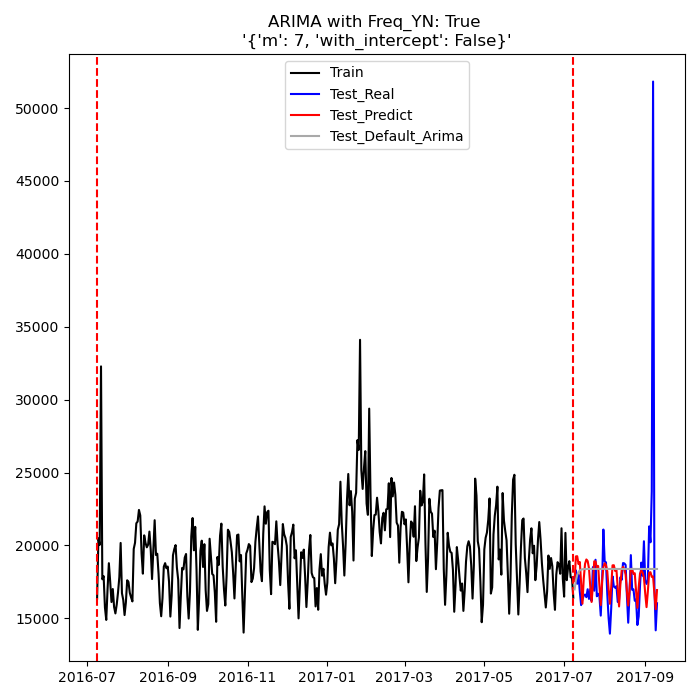 ARIMA with Freq_YN: True
'{'m': 7, 'with_intercept': False}'
Train
Test_Real
Test_Predict
Test_Default_Arima
50000
45000
40000
35000
30000
25000
20000
15000
2016-07 2016-09 2016-11 2017-01 2017-03 2017-05 2017-07 2017-09